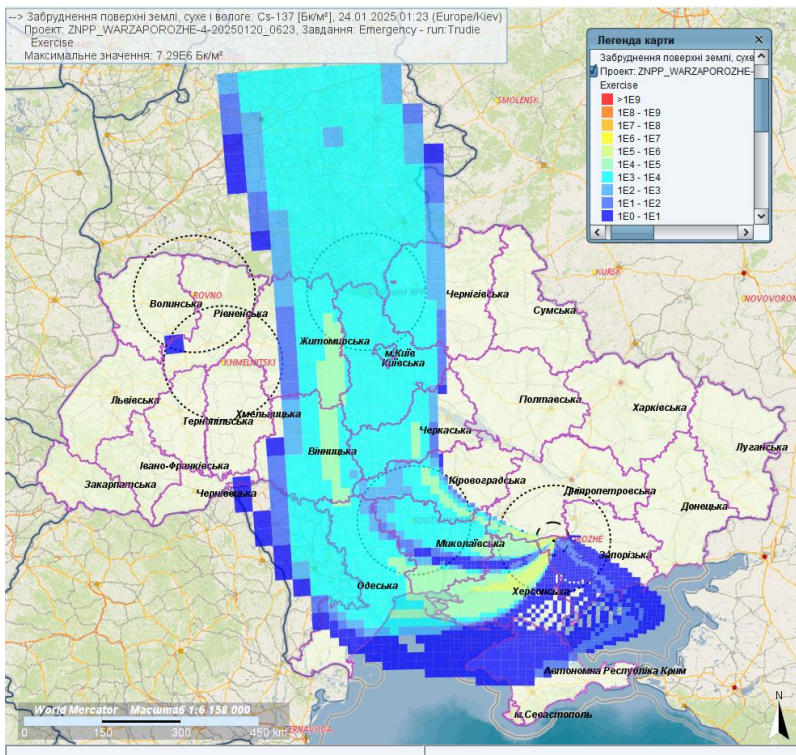 --> Забруднення поверхні землі, сухе і вологе: Cs-137 [Бк/м²], 24.01.2025 01:23 (Europe/Kiev)
Проект: ZNPP_WARZAPOROZHE-4-20250120_0623, Завдання: Emergency - run:Trudie
Exercise
Максимальне значення: 7.29E6 Бк/м²
Легенда карти
Забруднення поверхні землі, сухе
Проект: ZNPP_WARZAPOROZHE-
Exercise
>1E9
1E8 - 1E9
1E7 - 1E8
1E6 - 1E7
1E5 - 1E6
1E4 - 1E5
1E3 - 1E4
1E2 - 1E3
1E1 - 1E2
1E0 - 1E1
SMOLENSK
KURSK
NOVOVORON
ROVNO
Волинська
Рівненська
Чернігівська
Сумська
Житомирська
м.Київ
Київська
KHMELNITSKI
Львівська
Тернопільська
Хмельницька
Полтавська
Харківська
Черкаська
Луганська
Вінницька
Івано-Франківська
Закарпатська
Чернівецька
Кіровоградська
Дніпропетровська
Донецька
Миколаївська
ROZHE
Запорізька
Одеська
Херсонська
Автономна Республіка Крим
м.Севастополь
World Mercator Масштаб 1:6 158 000
0 150 300 450 km
ERNAVODA
N